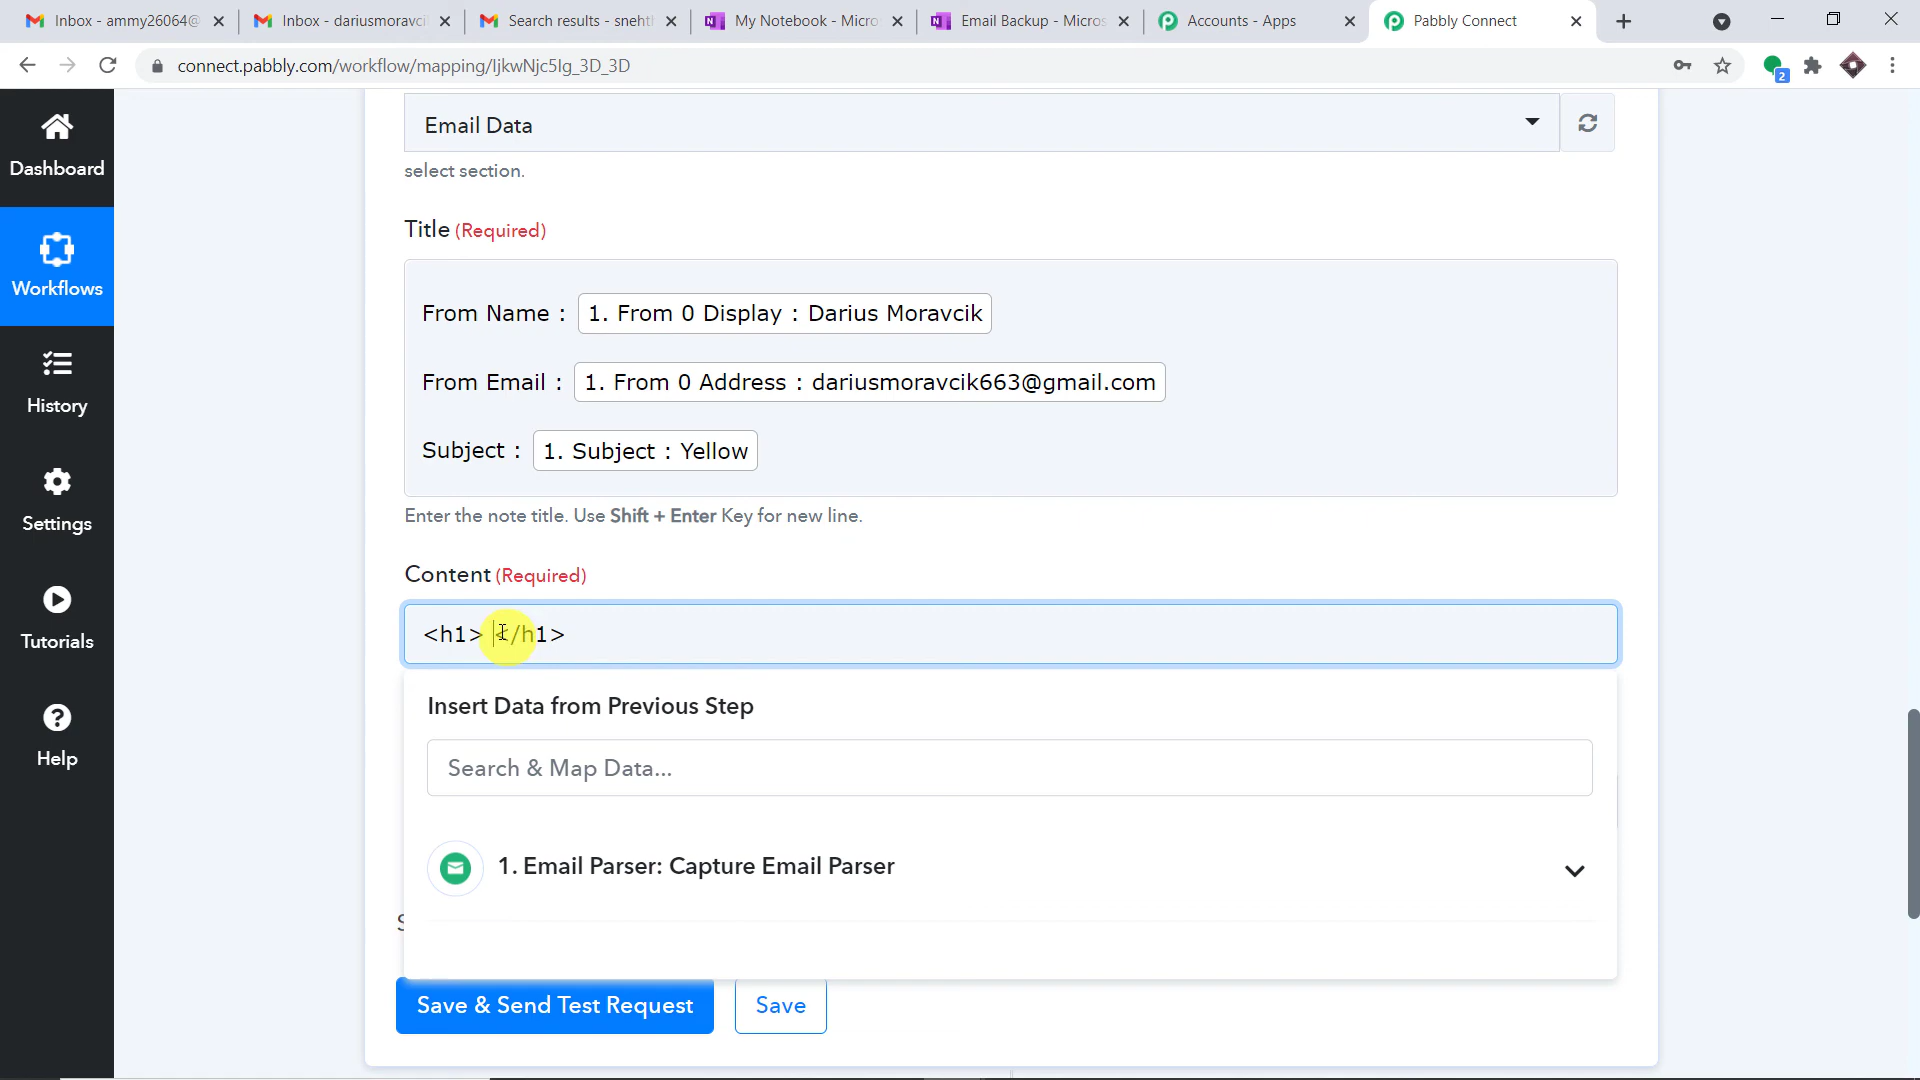 Inbox - ammy26064@
Inbox - dariusmoravci
Search results - sneht
My Notebook - Micro
Email Backup - Micros
Accounts - Apps
Pabbly Connect
connect.pabbly.com/workflow/mapping/IjkwNjc5Ig_3D_3D
2
Dashboard
Workflows
History
Settings
Tutorials
Help
Email Data
select section.
Title (Required)
From Name : 1. From 0 Display : Darius Moravcik
From Email : 1. From 0 Address : dariusmoravcik663@gmail.com
Subject : 1. Subject : Yellow
Enter the note title. Use Shift + Enter Key for new line.
Content (Required)
<h1> </h1>
Insert Data from Previous Step
Search & Map Data...
1. Email Parser: Capture Email Parser
Save & Send Test Request
Save